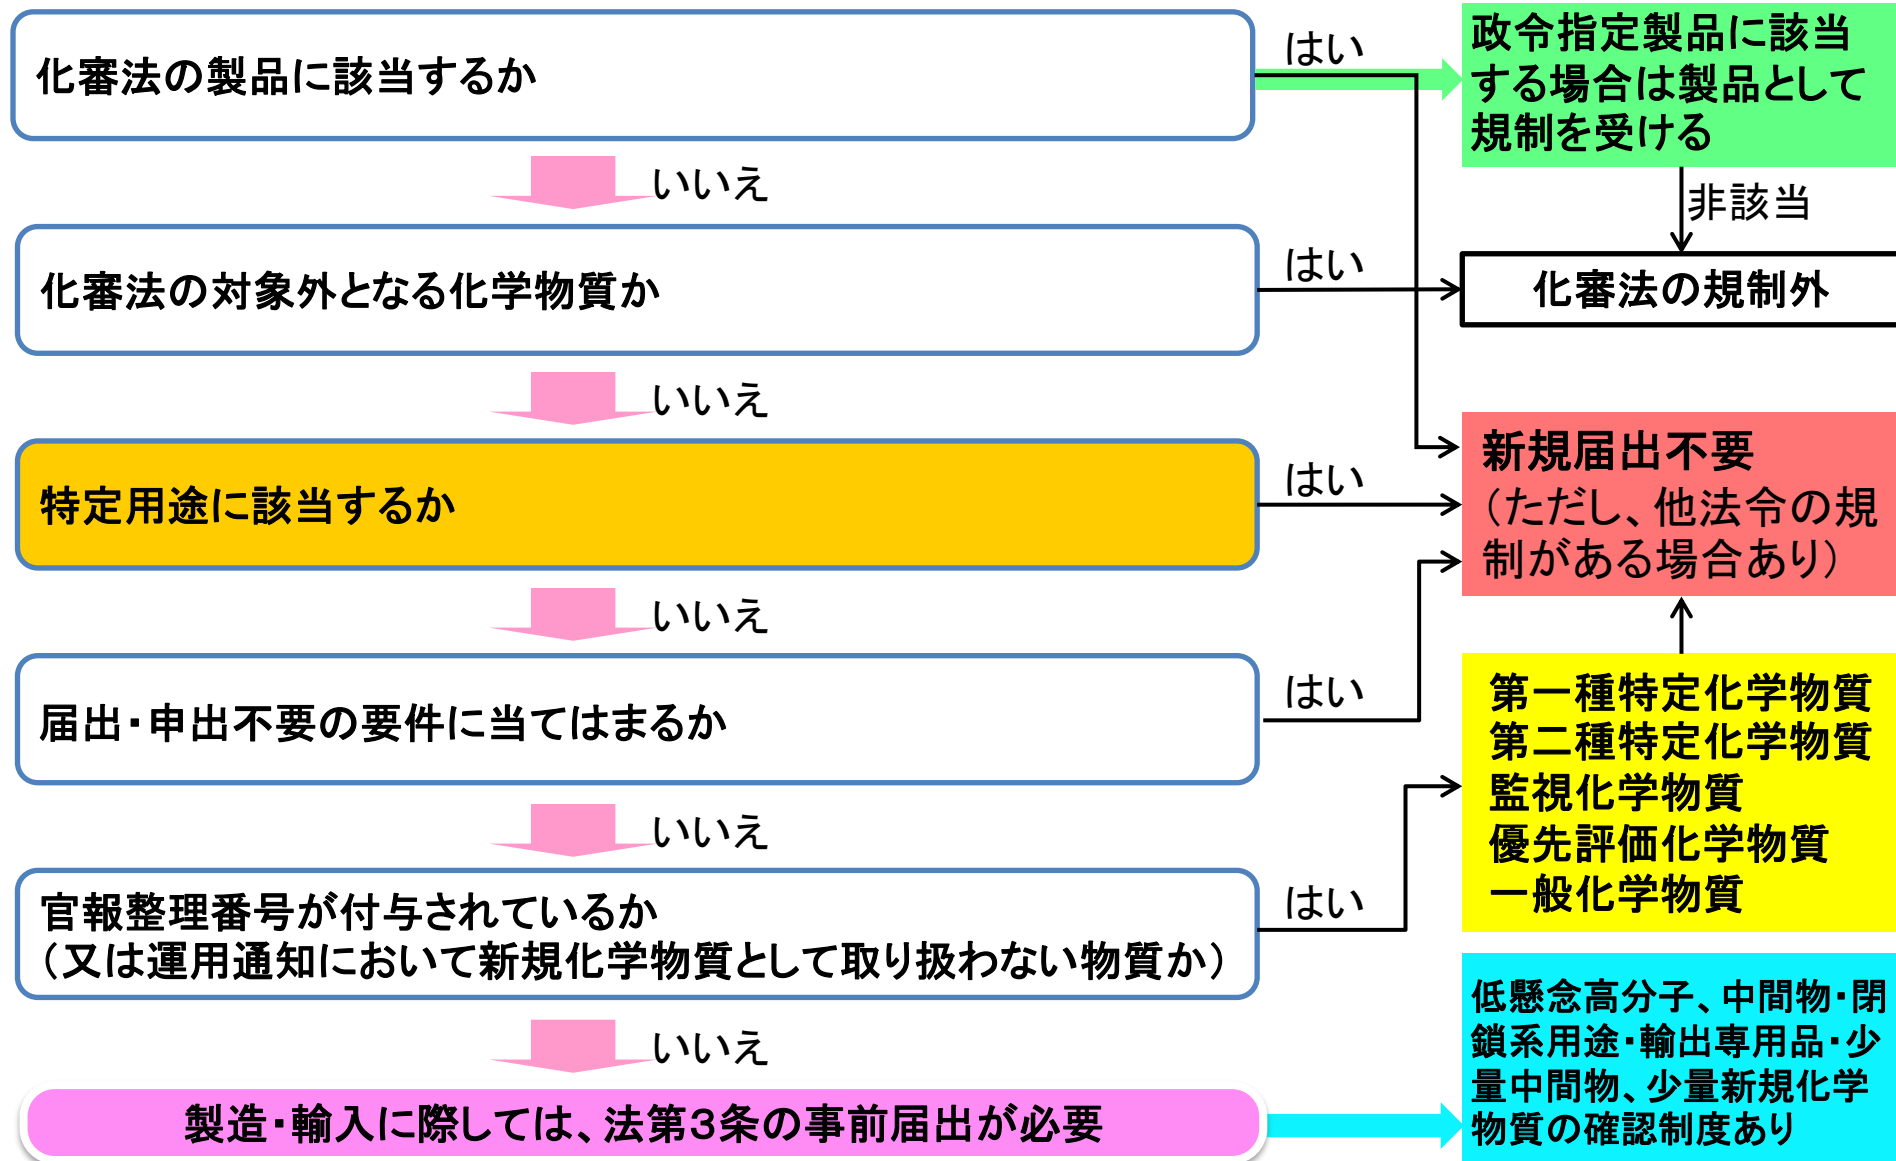 化審法の製品に該当するか
はい
政令指定製品に該当
する場合は製品として
規制を受ける
いいえ
非該当
化審法の対象外となる化学物質か
はい
化審法の規制外
いいえ
特定用途に該当するか
はい
新規届出不要
（ただし、他法令の規
制がある場合あり）
いいえ
届出・申出不要の要件に当てはまるか
はい
第一種特定化学物質
第二種特定化学物質
監視化学物質
優先評価化学物質
一般化学物質
いいえ
官報整理番号が付与されているか
（又は運用通知において新規化学物質として取り扱わない物質か）
はい
いいえ
製造・輸入に際しては、法第３条の事前届出が必要
低懸念高分子、中間物・閉
鎖系用途・輸出専用品・少
量中間物、少量新規化学
物質の確認制度あり